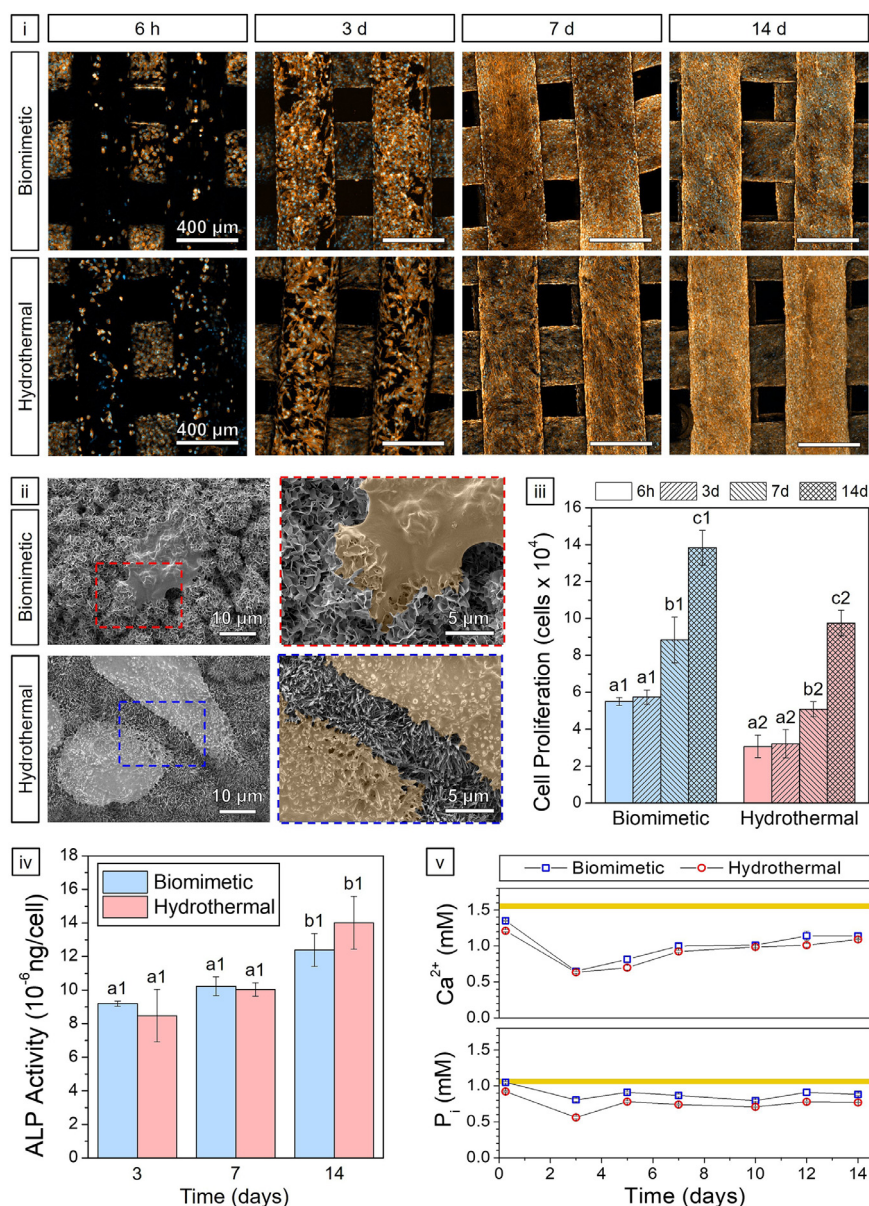 i
6 h
3 d
7 d
14 d
Biomimetic
400 µm
Hydrothermal
400 µm
ii
Biomimetic
10 µm
5 µm
Hydrothermal
10 µm
5 µm
iii
6h
3d
7d
14d
Cell Proliferation (cells x 10⁴)
16
14
12
10
8
6
4
2
0
a1
a1
b1
c1
a2
a2
b2
c2
Biomimetic
Hydrothermal
iv
ALP Activity (10⁻⁶ng/cell)
18
16
14
12
10
8
6
4
2
0
Biomimetic
Hydrothermal
a1
a1
a1
a1
b1
b1
3
7
14
Time (days)
v
Biomimetic
Hydrothermal
Ca²⁺ (mM)
1.5
1.0
0.5
0.0
Pᵢ (mM)
1.5
1.0
0.5
0.0
0
2
4
6
8
10
12
14
Time (days)